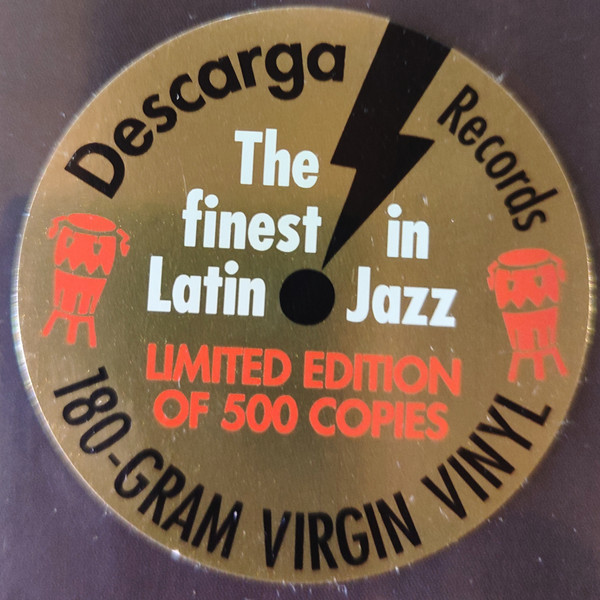 Descarga Records
The
finest in
Latin Jazz
LIMITED EDITION
OF 500 COPIES
180-GRAM VIRGIN VINYL